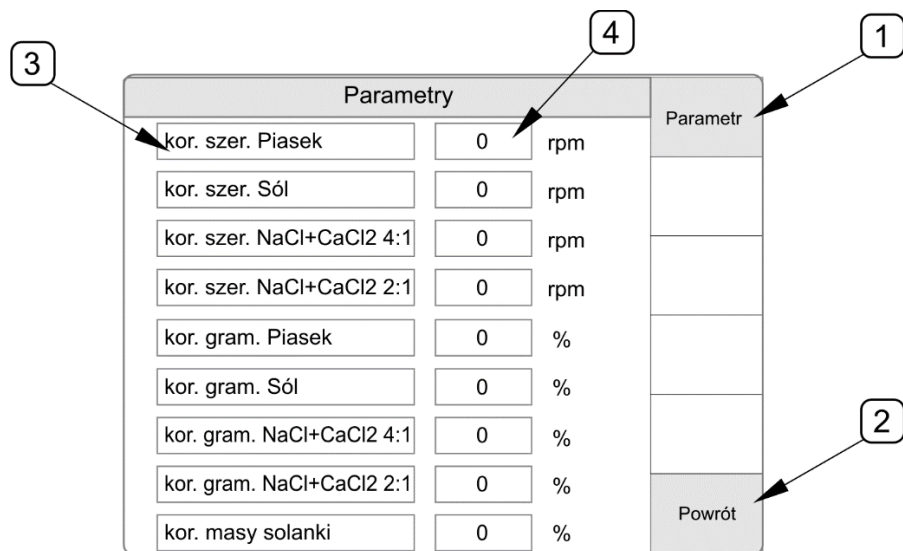 4
1
3
Parametry
Parametr
kor. szer. Piasek 0 rpm
kor. szer. Sól 0 rpm
kor. szer. NaCl+CaCl2 4:1 0 rpm
kor. szer. NaCl+CaCl2 2:1 0 rpm
kor. gram. Piasek 0 %
kor. gram. Sól 0 %
kor. gram. NaCl+CaCl2 4:1 0 %
2
kor. gram. NaCl+CaCl2 2:1 0 %
Powrót
kor. masy solanki 0 %